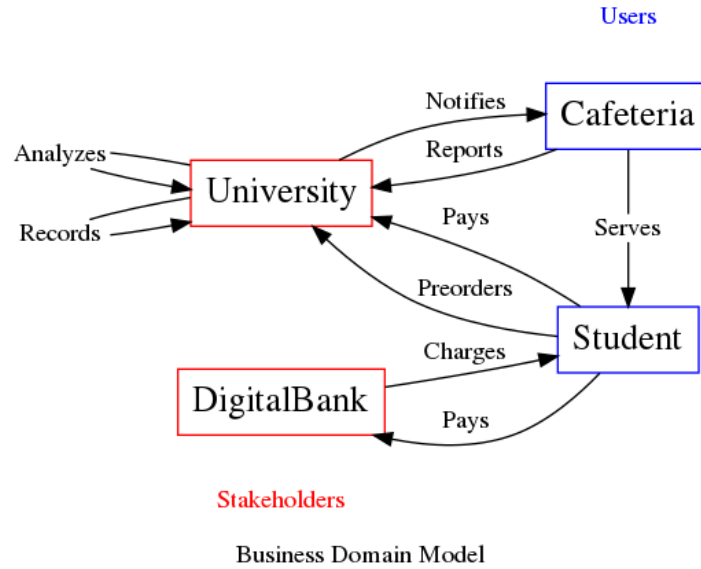 Users
Notifies
Cafeteria
Analyzes
Reports
University
Records
Pays
Serves
Preorders
Student
Charges
DigitalBank
Pays
Stakeholders
Business Domain Model